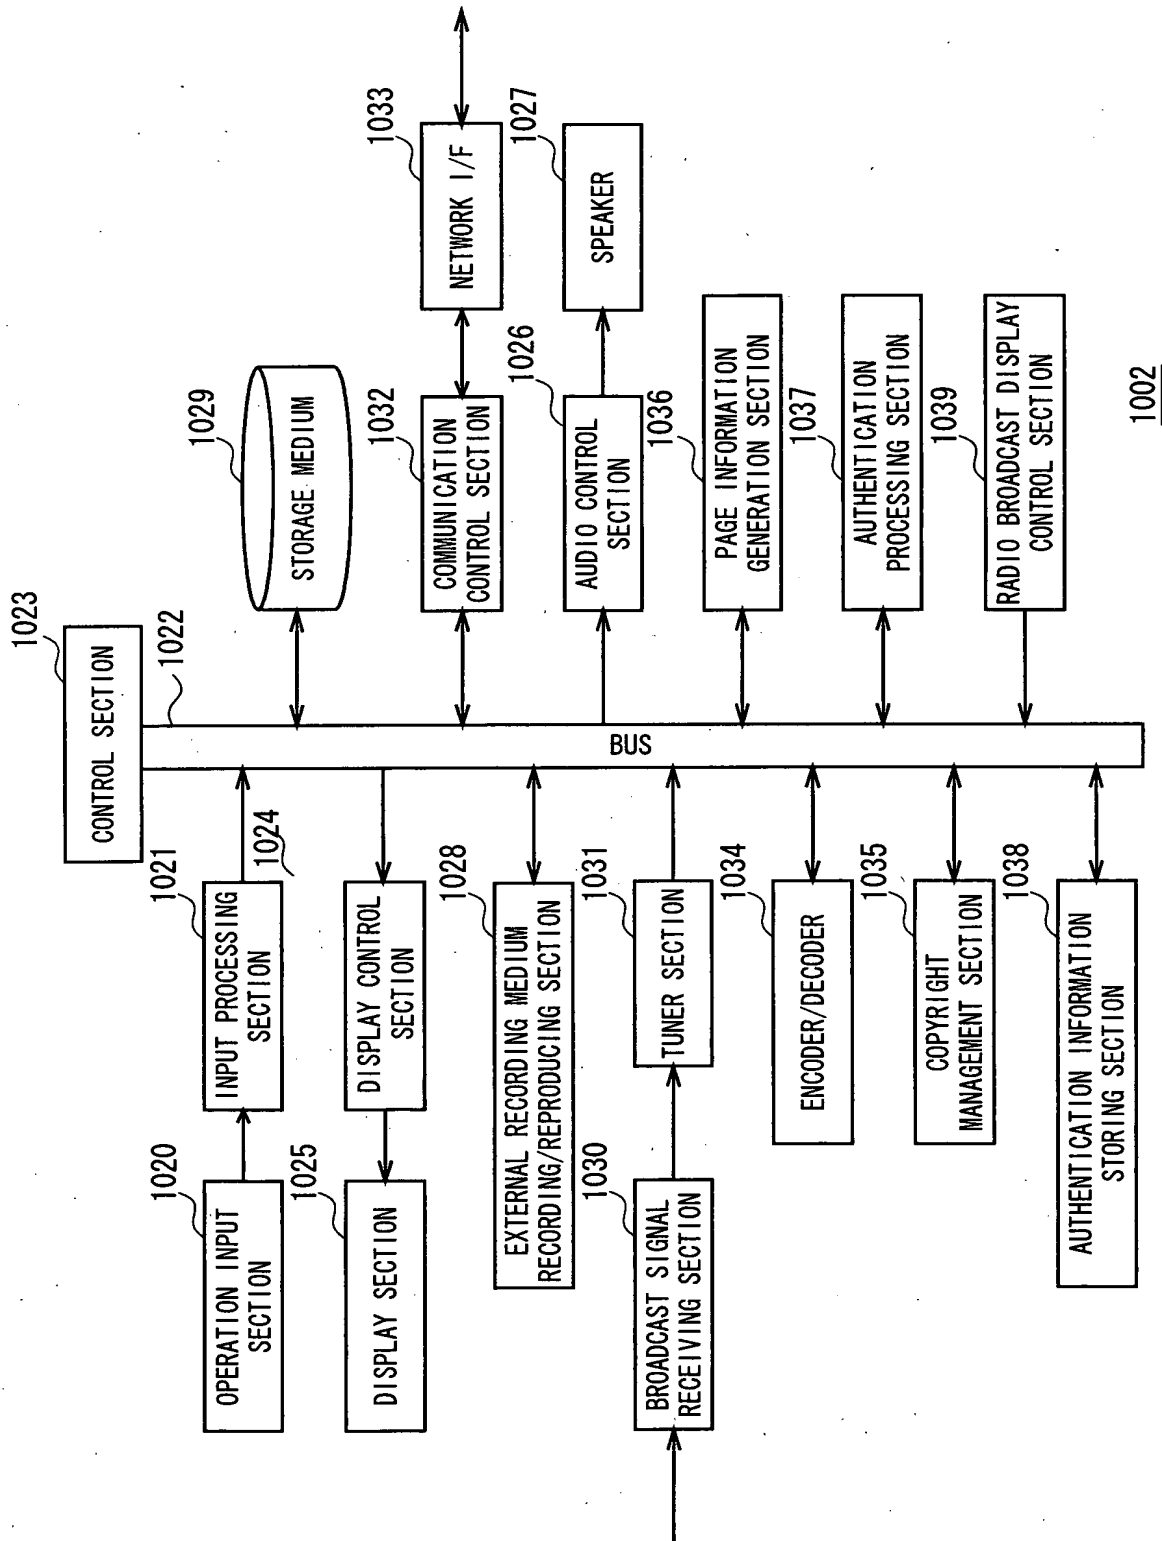 1023
CONTROL SECTION
1022
BUS
1020
OPERATION INPUT
SECTION
1021
INPUT PROCESSING
SECTION
1024
DISPLAY CONTROL
SECTION
1025
DISPLAY SECTION
1028
EXTERNAL RECORDING MEDIUM
RECORDING/REPRODUCING SECTION
1030
BROADCAST SIGNAL
RECEIVING SECTION
1031
TUNER SECTION
1034
ENCODER/DECODER
1035
COPYRIGHT
MANAGEMENT SECTION
1038
AUTHENTICATION INFORMATION
STORING SECTION
1029
STORAGE MEDIUM
1032
COMMUNICATION
CONTROL SECTION
1033
NETWORK I/F
1026
AUDIO CONTROL
SECTION
1027
SPEAKER
1036
PAGE INFORMATION
GENERATION SECTION
1037
AUTHENTICATION
PROCESSING SECTION
1039
RADIO BROADCAST DISPLAY
CONTROL SECTION
1002